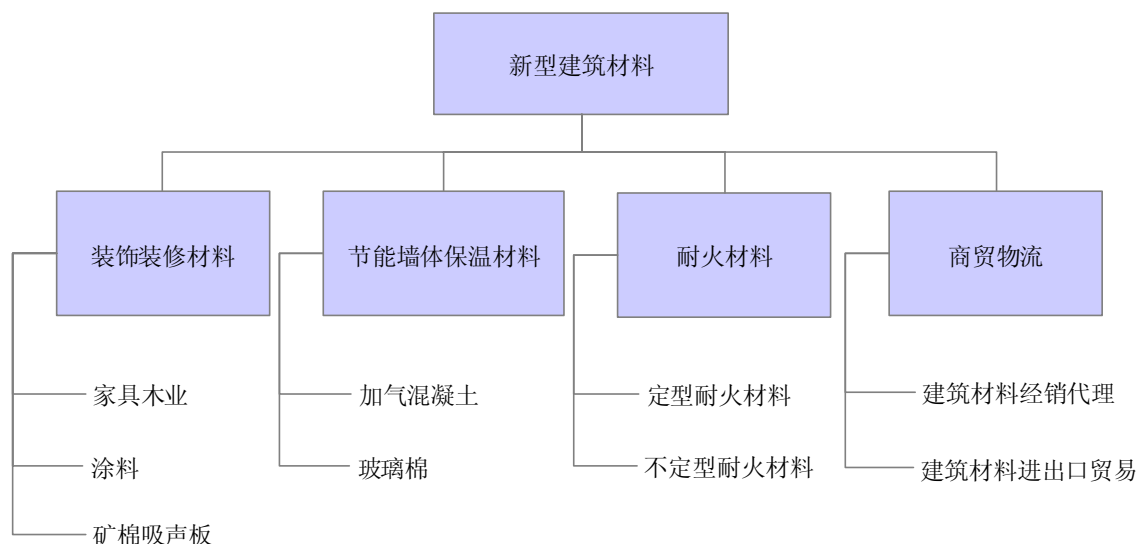 新型建筑材料
装饰装修材料
节能墙体保温材料
耐火材料
商贸物流
家具木业
加气混凝土
定型耐火材料
建筑材料经销代理
涂料
玻璃棉
不定型耐火材料
建筑材料进出口贸易
矿棉吸声板